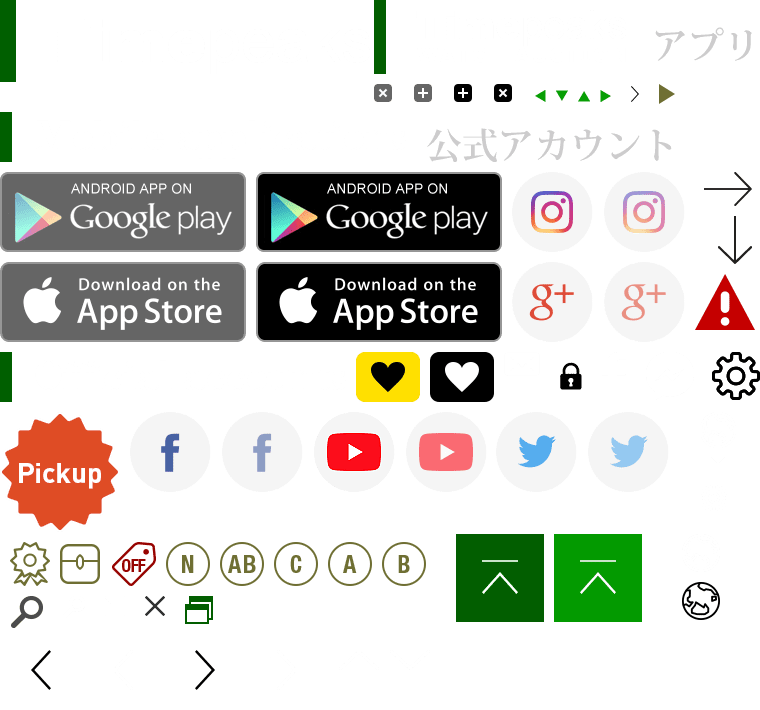 アプリ
公式アカウント
ANDROID APP ON
Google play
ANDROID APP ON
Google play
Download on the
App Store
Download on the
App Store
g+
g+
Pickup
OFF
N
AB
C
A
B